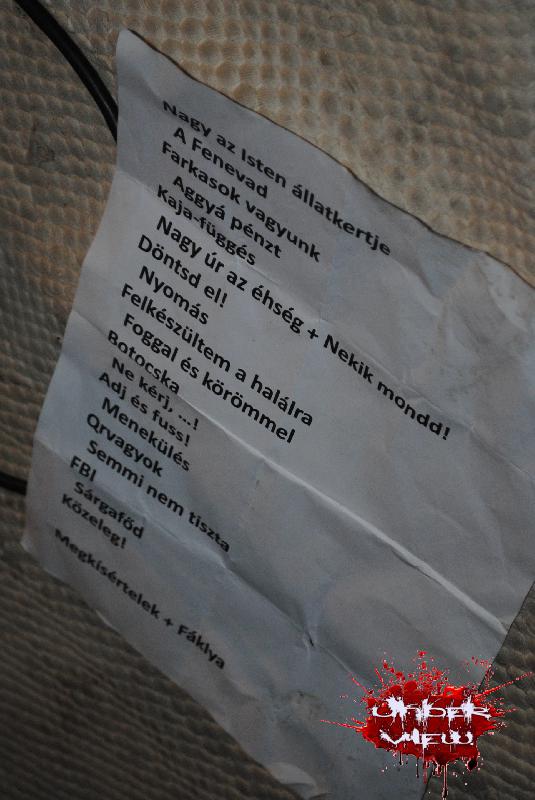 Nagy az Isten állatkertje
A Fenevad
Farkasok vagyunk
Aggyá pénzt
Kaja-függés
Nagy úr az éhség + Nekik mondd!
Döntsd el!
Nyomás
Felkészültem a halálra
Foggal és körömmel
Botocska
Ne kérj, ...!
Adj és fuss!
Menekülés
Qrvagyok
Semmi nem tiszta
FBI
Sárgafőd
Közeleg!
Megkísértelek + Fáklya
UNDER
VIEW